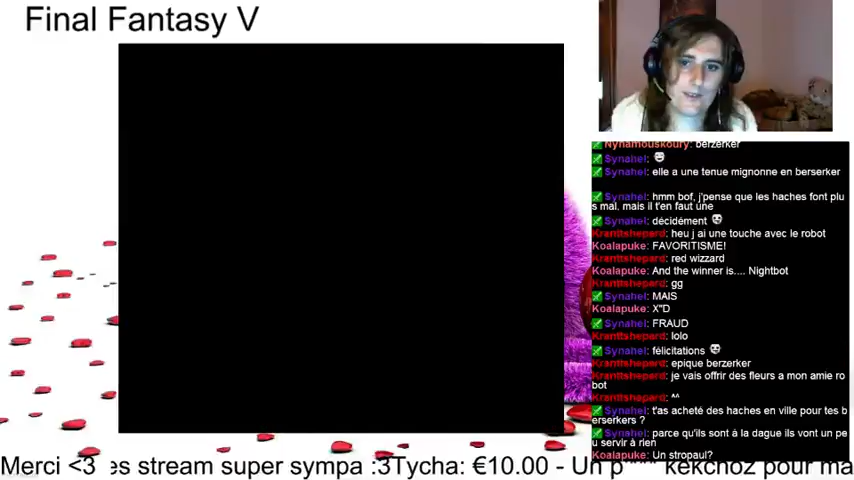 Final Fantasy V
Nynamouskoury: berzerker
Synahel:
Synahel: elle a une tenue mignonne en berserker
Synahel: hmm bof, j'pense que les haches font plu
s mal, mais il t'en faut une
Synahel: décidément
Kranttshepard: heu j ai une touche avec le robot
Koalapuke: FAVORITISME!
Kranttshepard: red wizzard
Koalapuke: And the winner is.... Nightbot
Kranttshepard: gg
Synahel: MAIS
Koalapuke: X"D
Synahel: FRAUD
Kranttshepard: lolo
Synahel: félicitations
Kranttshepard: epique berzerker
Kranttshepard: je vais offrir des fleurs a mon amie ro
bot
Kranttshepard: ^^
Synahel: t'as acheté des haches en ville pour tes b
erserkers ?
Synahel: parce qu'ils sont à la dague ils vont un pe
u servir à rien
Koalapuke: Un stropaul?
Merci <3 es stream super sympa :3Tycha: €10.00 - Un kekchoz pour ma